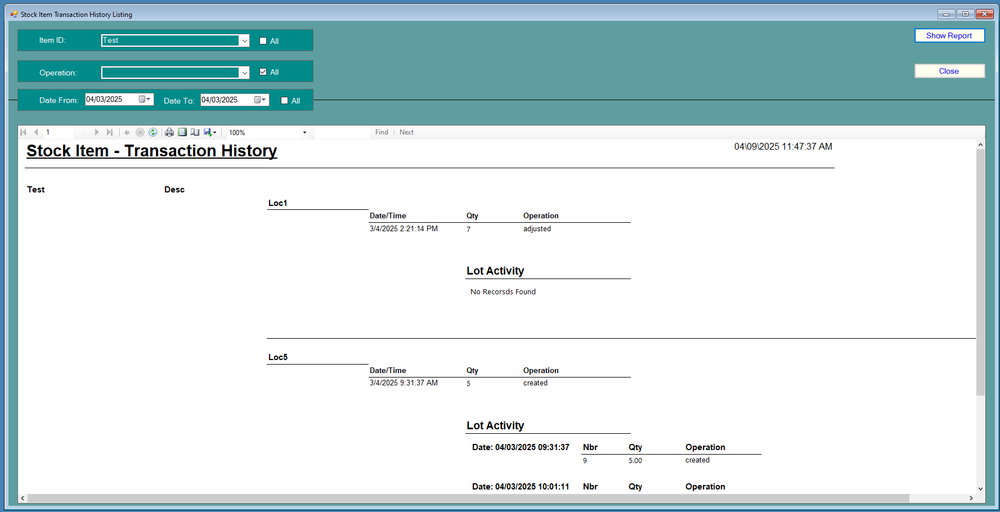 Stock Item Transaction History Listing
Item ID: Test All
Show Report
Operation: All
Close
Date From: 04/03/2025 Date To: 04/03/2025 All
1 100% Find | Next
Stock Item - Transaction History 04\09\2025 11:47:37 AM
Test Desc
Loc1
Date/Time Qty Operation
3/4/2025 2:21:14 PM 7 adjusted
Lot Activity
No Recorsds Found
Loc5
Date/Time Qty Operation
3/4/2025 9:31:37 AM 5 created
Lot Activity
Date: 04/03/2025 09:31:37 Nbr Qty Operation
9 5.00 created
Date: 04/03/2025 10:01:11 Nbr Qty Operation